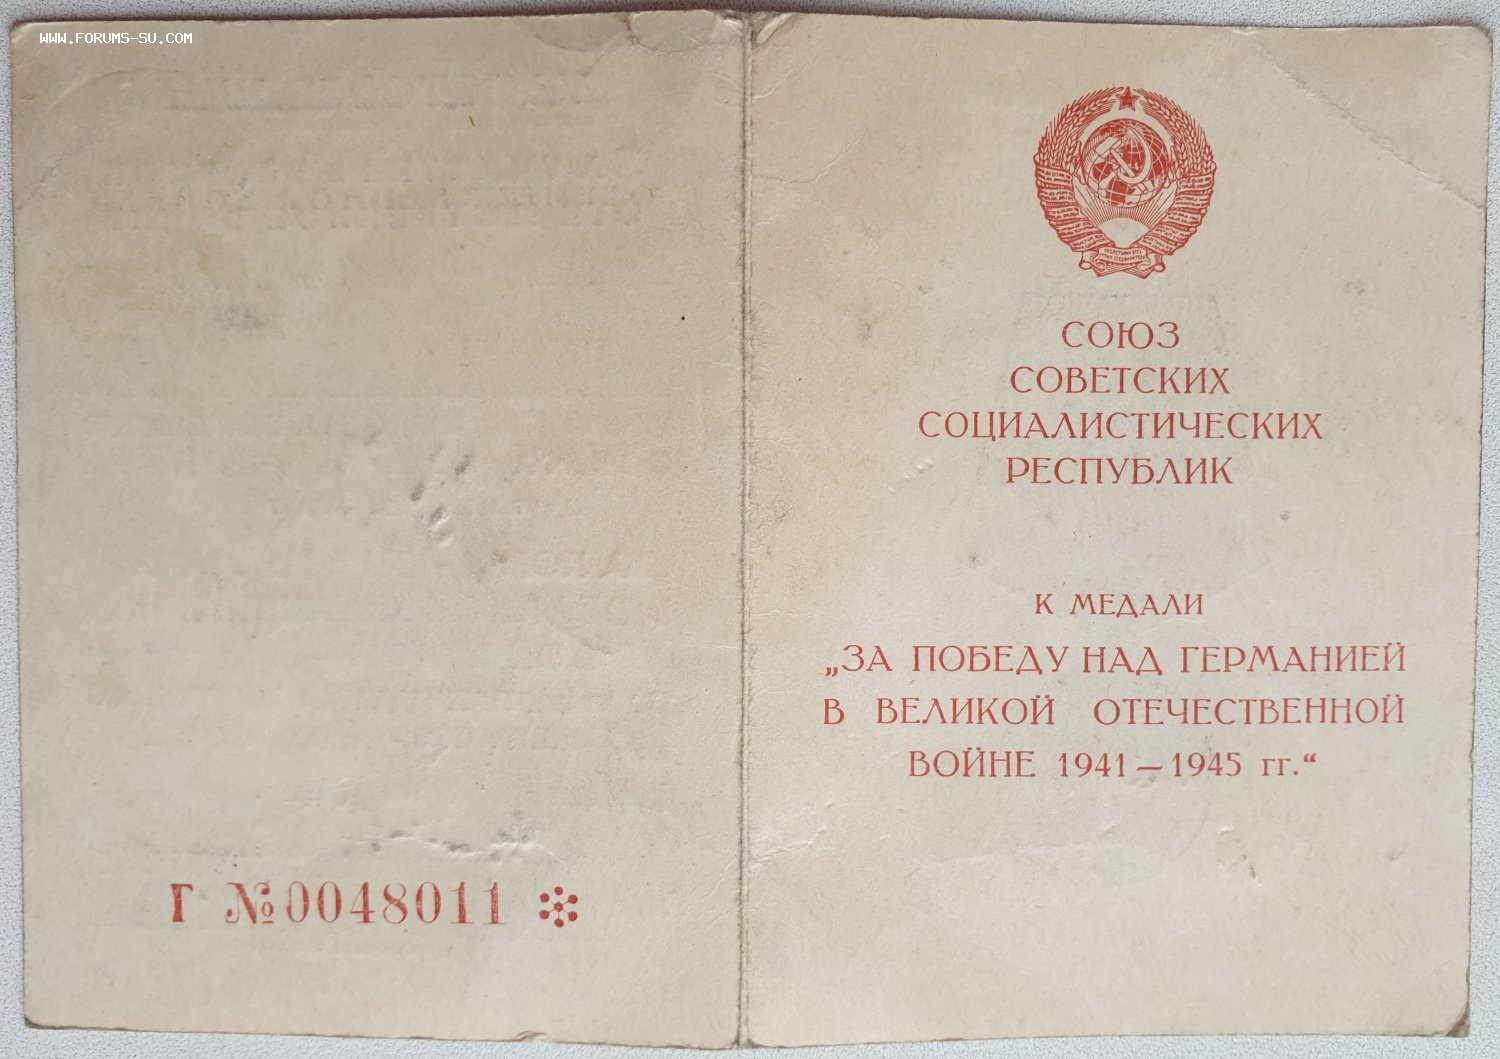 WWW.FORUMS-SU.COM
Г №0048011
СОЮЗ
СОВЕТСКИХ
СОЦИАЛИСТИЧЕСКИХ
РЕСПУБЛИК
К МЕДАЛИ
„ЗА ПОБЕДУ НАД ГЕРМАНИЕЙ
В ВЕЛИКОЙ ОТЕЧЕСТВЕННОЙ
ВОЙНЕ 1941—1945 гг.“